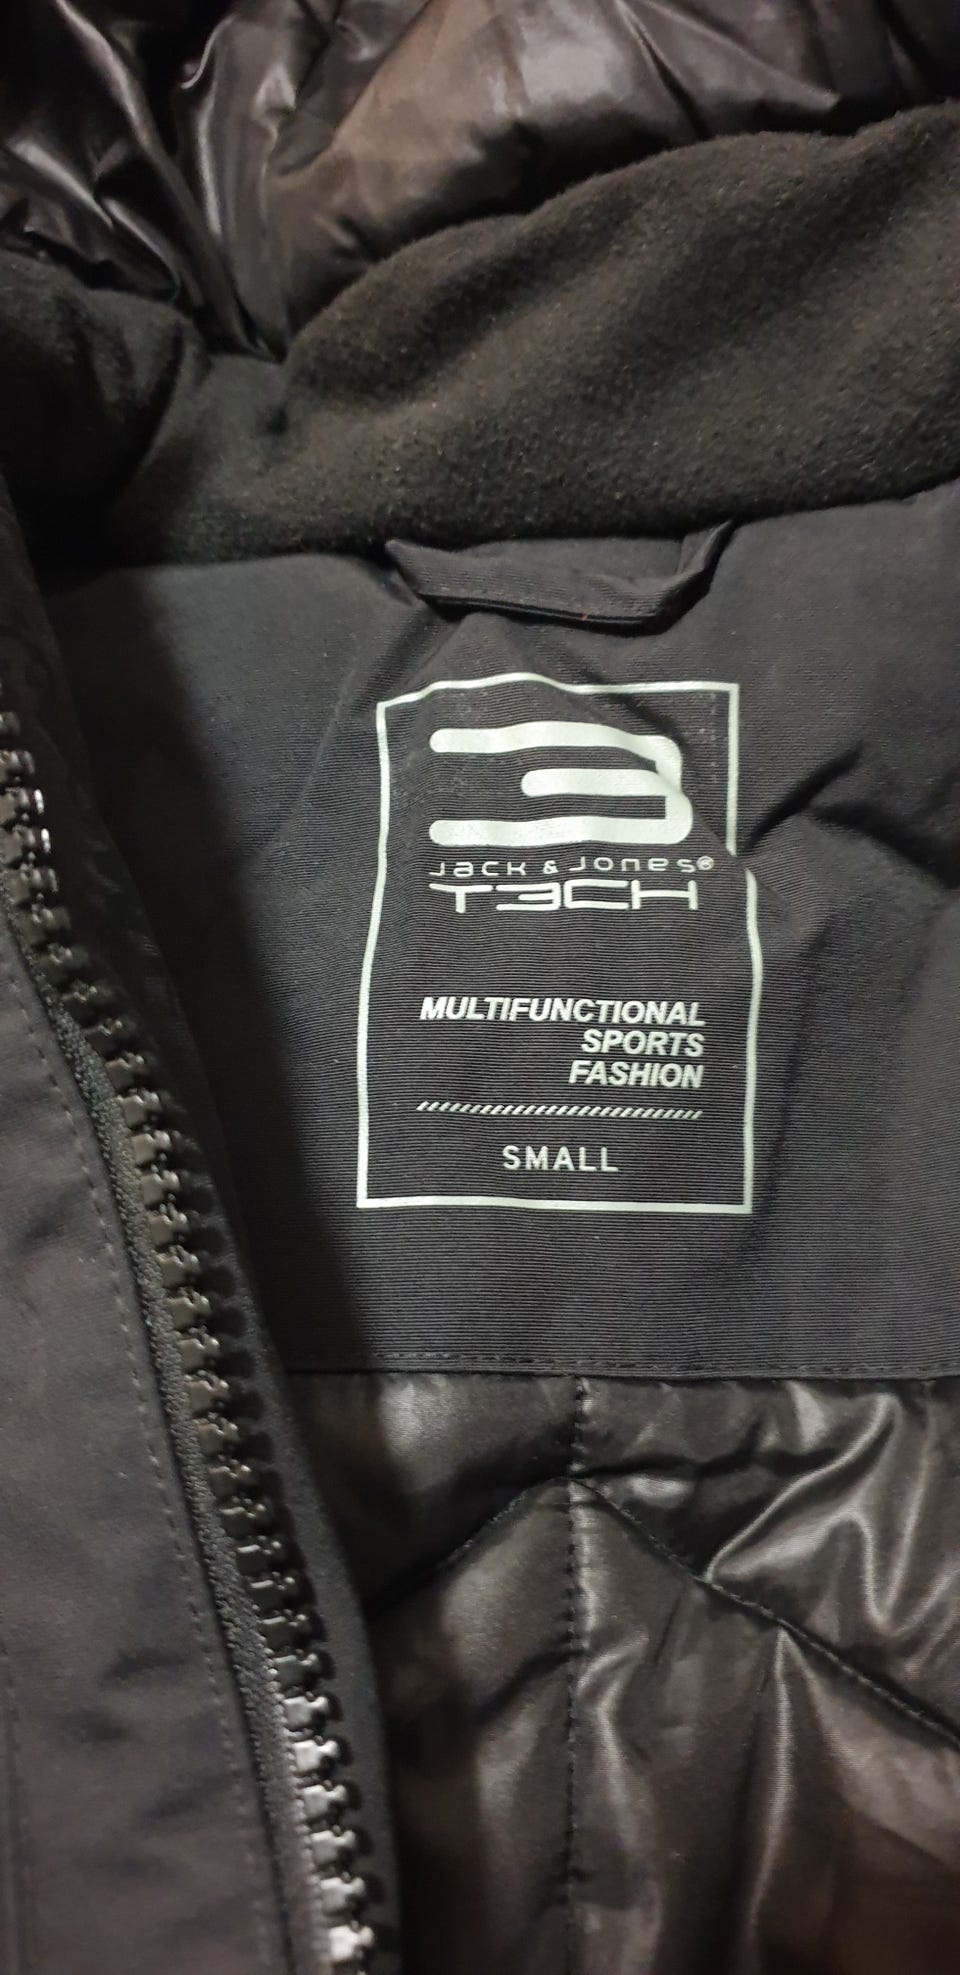 Jack & Jones®
T3CH
MULTIFUNCTIONAL
SPORTS
FASHION
SMALL